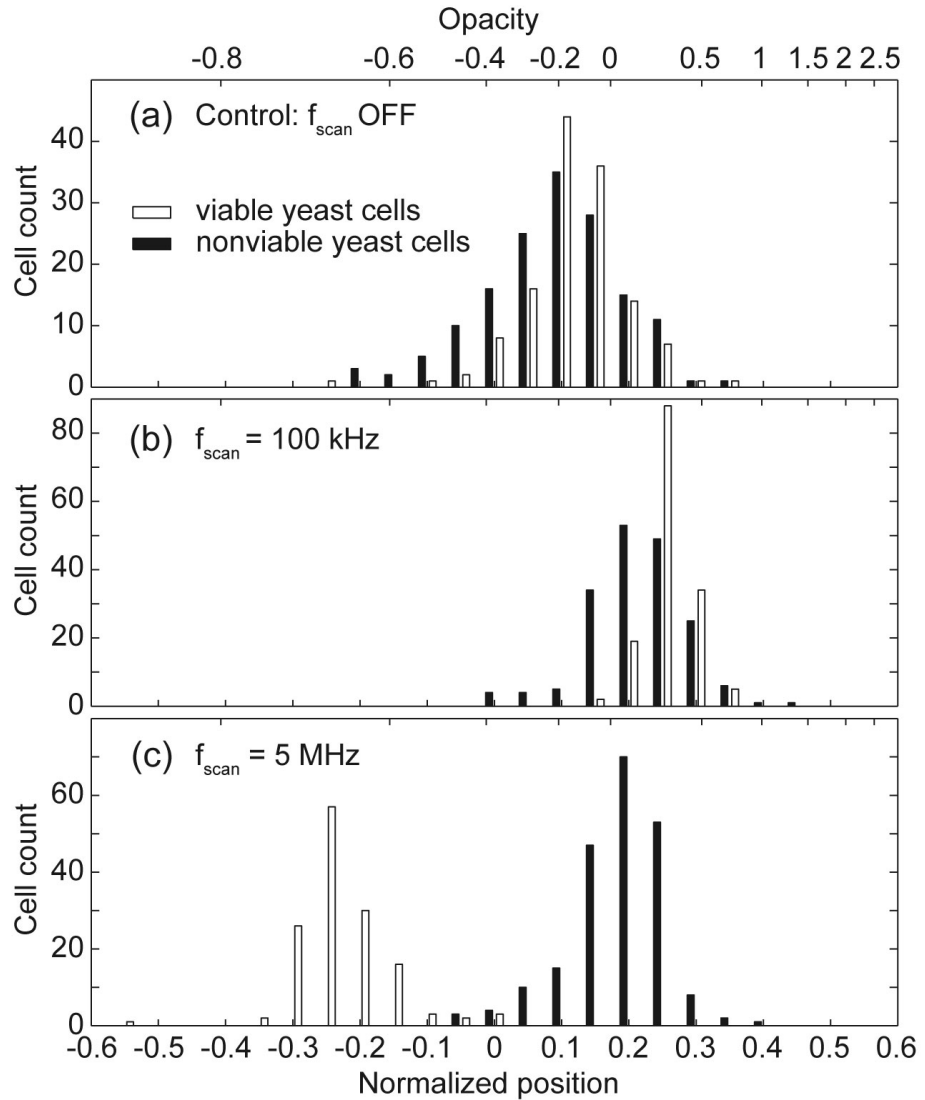 Opacity
-0.8 -0.6 -0.4 -0.2 0 0.5 1 1.5 2 2.5
(a) Control: fscan OFF
40
30
20
10
0
Cell count
viable yeast cells
nonviable yeast cells
(b) fscan = 100 kHz
80
60
40
20
0
Cell count
(c) fscan = 5 MHz
60
40
20
0
Cell count
-0.6 -0.5 -0.4 -0.3 -0.2 -0.1 0 0.1 0.2 0.3 0.4 0.5 0.6
Normalized position